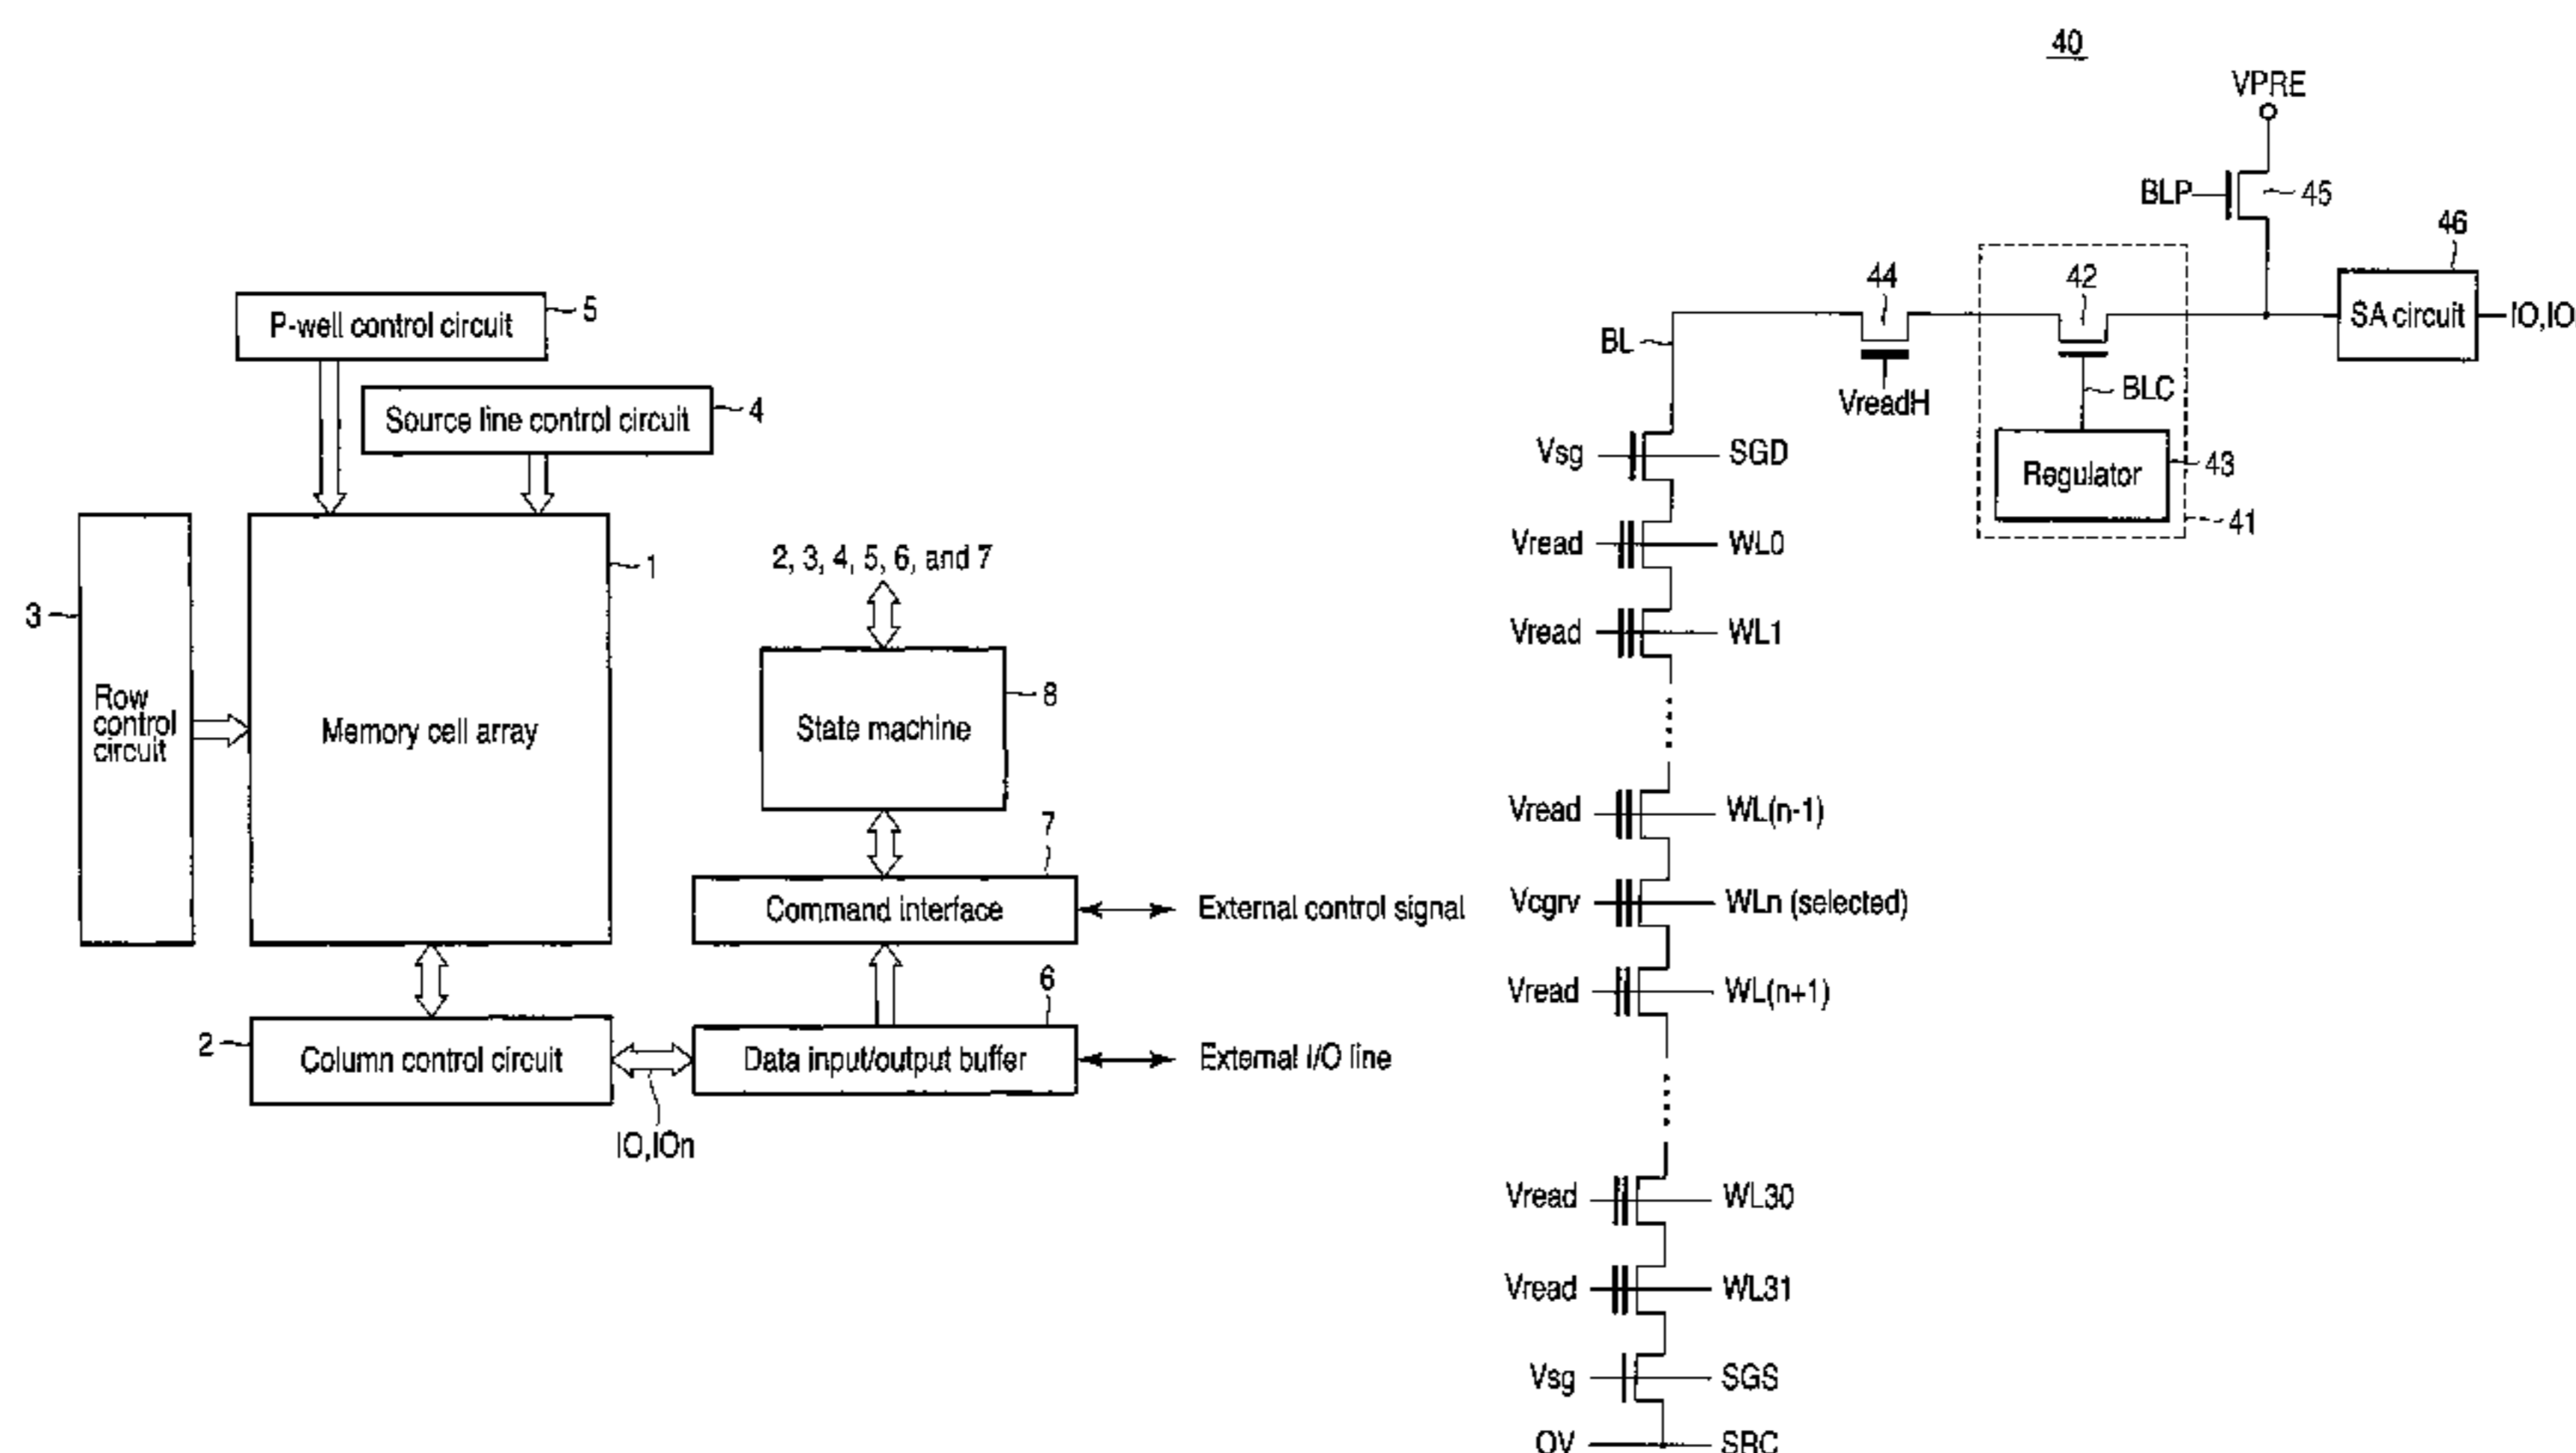 P-well control circuit
5
Source line control circuit
4
3
Row
control
circuit
Memory cell array
1
2, 3, 4, 5, 6, and 7
State machine
8
7
Command interface
External control signal
6
2
Column control circuit
Data input/output buffer
External I/O line
IO,IOn
40
VPRE
BLP
45
46
44
42
SA circuit
IO,IO
BL
BLC
VreadH
Regulator
43
41
Vsg
SGD
Vread
WL0
Vread
WL1
Vread
WL(n-1)
Vcgrv
WLn (selected)
Vread
WL(n+1)
Vread
WL30
Vread
WL31
Vsg
SGS
0V
SRC